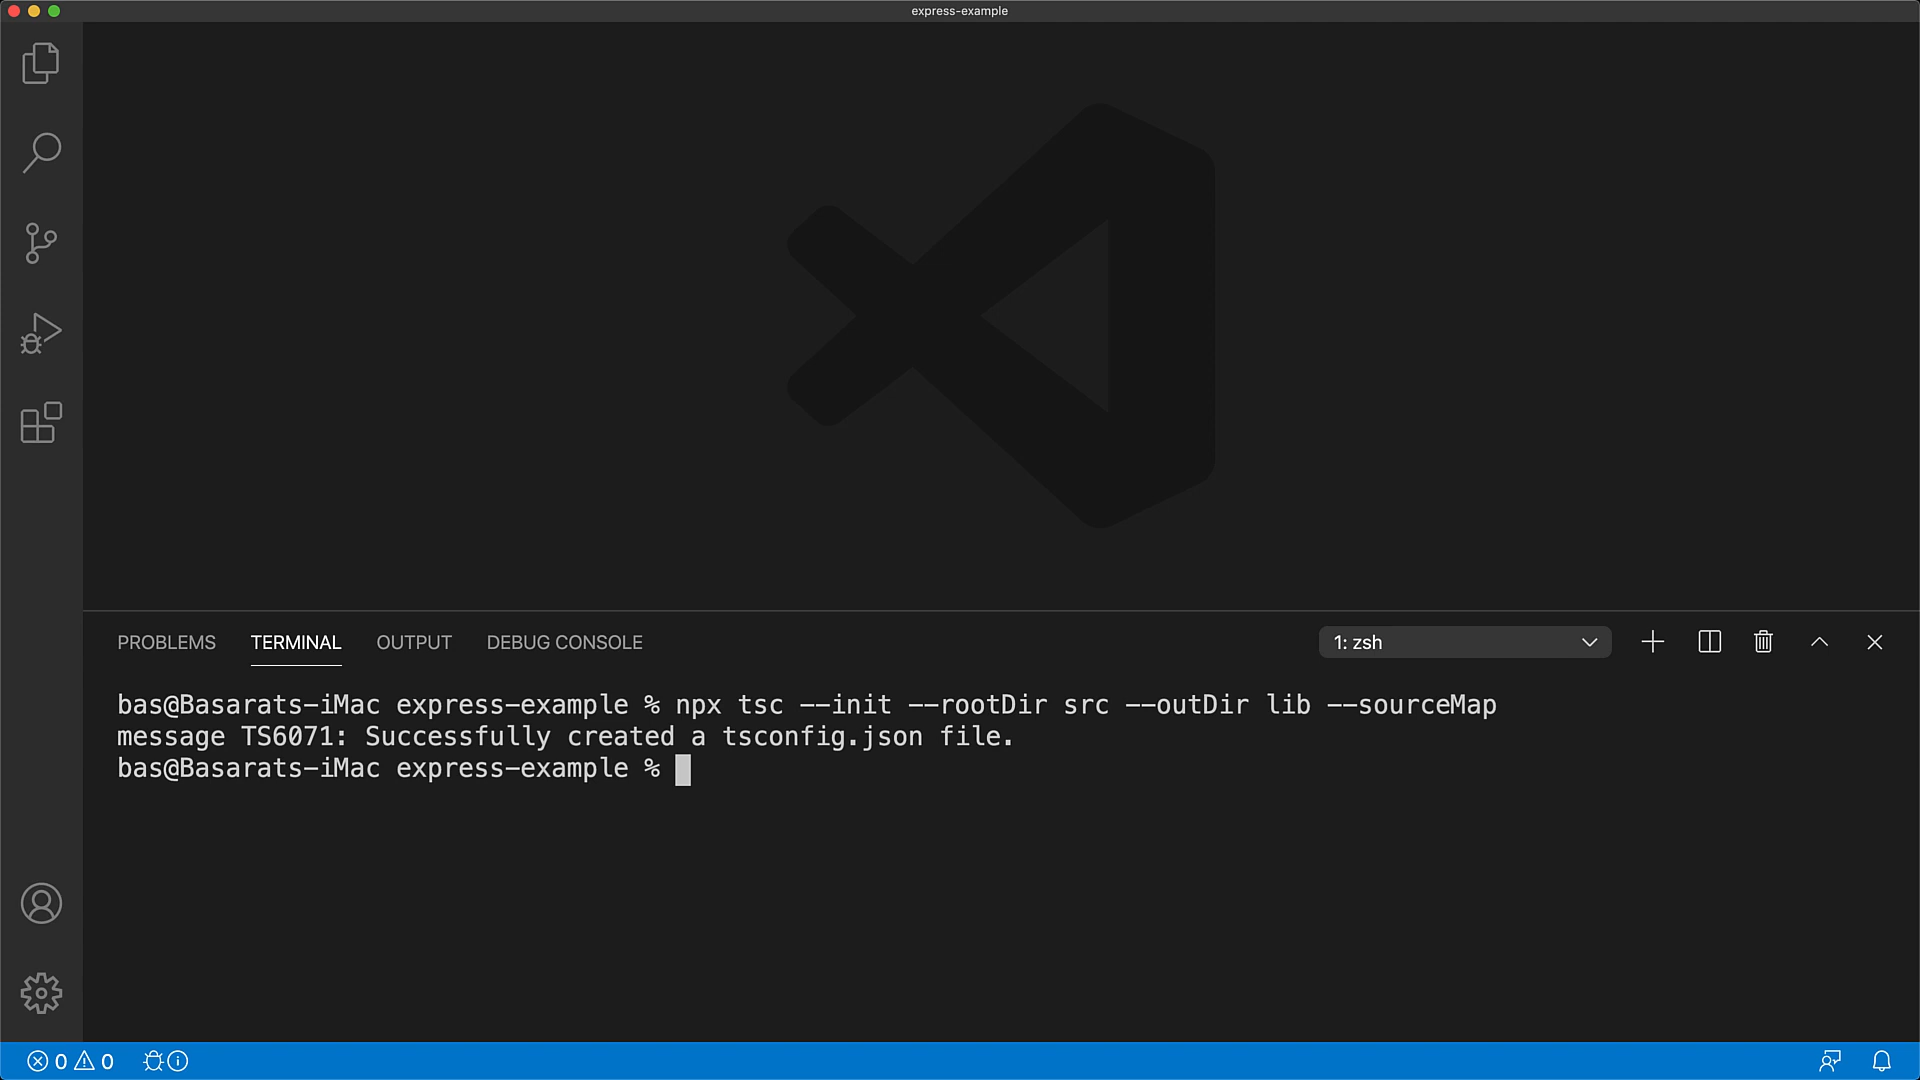 express-example
PROBLEMS TERMINAL OUTPUT DEBUG CONSOLE 1: zsh
bas@Basarats-iMac express-example % npx tsc --init --rootDir src --outDir lib --sourceMap
message TS6071: Successfully created a tsconfig.json file.
bas@Basarats-iMac express-example %
0 0